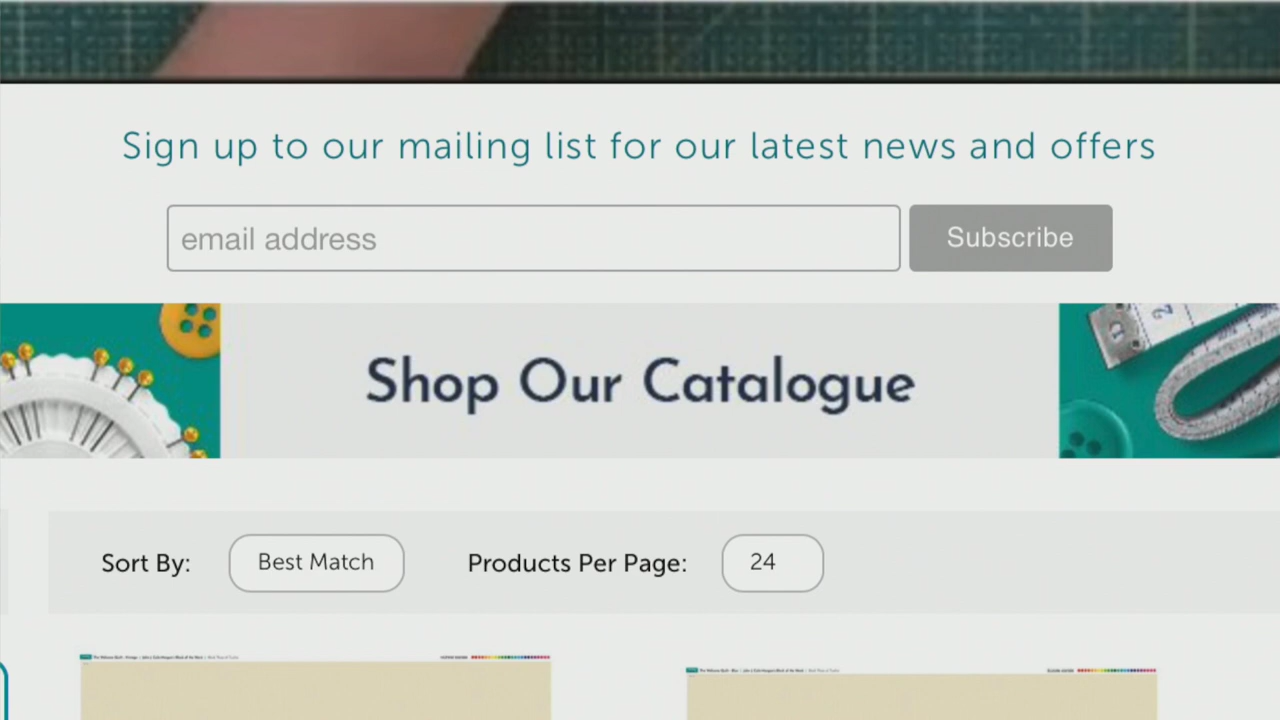 Sign up to our mailing list for our latest news and offers
email address
Subscribe
Shop Our Catalogue
Sort By:
Best Match
Products Per Page:
24